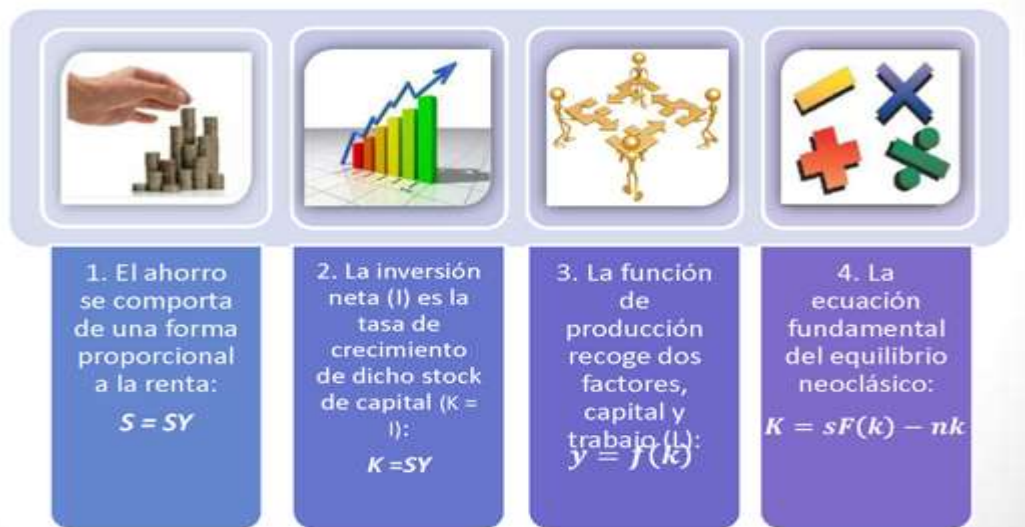 1. El ahorro
se comporta
de una forma
proporcional
a la renta:
S = SY
2. La inversión
neta (I) es la
tasa de
crecimiento
de dicho stock
de capital (K =
I):
K =SY
3. La función
de
producción
recoge dos
factores,
capital y
trabajo (L):
y = f(k)
4. La
ecuación
fundamental
del equilibrio
neoclásico:
K = sF(k) − nk